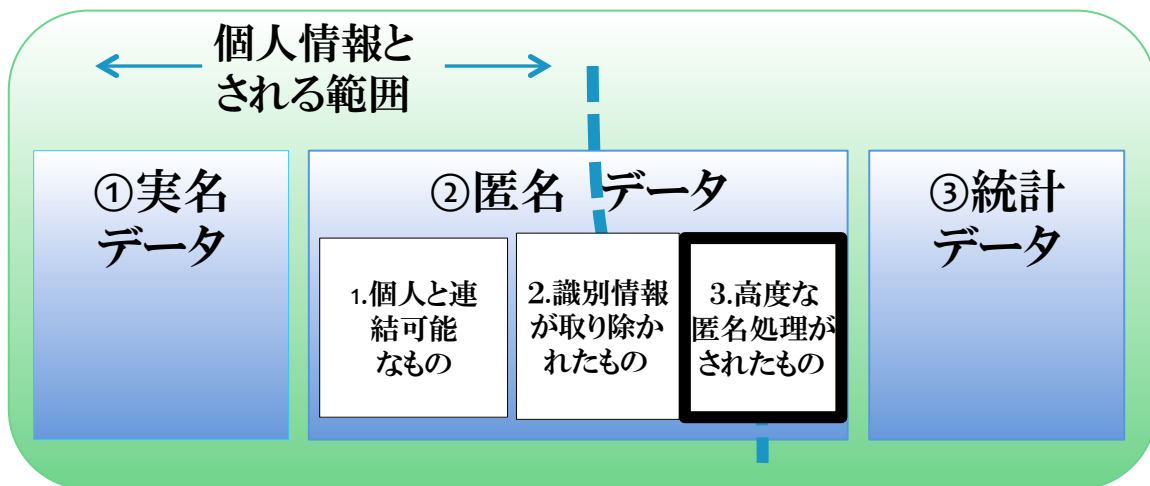 個人情報と
される範囲
①実名
データ
②匿名 データ
1.個人と連
結可能
なもの
2.識別情報
が取り除か
れたもの
3.高度な
匿名処理が
されたもの
③統計
データ